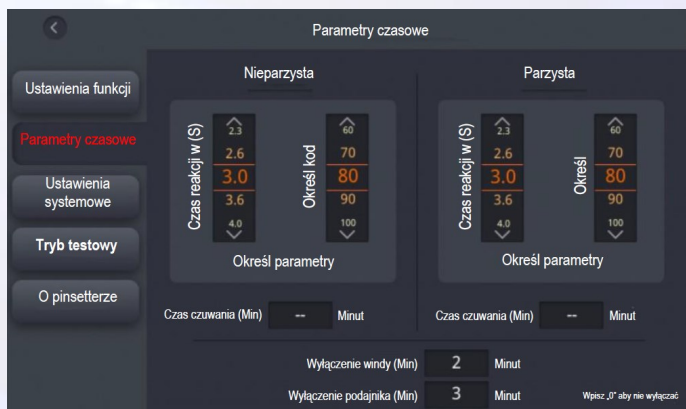 Parametry czasowe
Ustawienia funkcji
Parametry czasowe
Ustawienia
systemowe
Tryb testowy
O pinsetterze
Nieparzysta
Czas reakcji w (S)
2.3
2.6
3.0
3.6
4.0
Określ kod
60
70
80
90
100
Określ parametry
Czas czuwania (Min) -- Minut
Parzysta
Czas reakcji w (S)
2.3
2.6
3.0
3.6
4.0
Określ
60
70
80
90
100
Określ parametry
Czas czuwania (Min) -- Minut
Wyłączenie windy (Min) 2 Minut
Wyłączenie podajnika (Min) 3 Minut
Wpisz „0” aby nie wyłączać